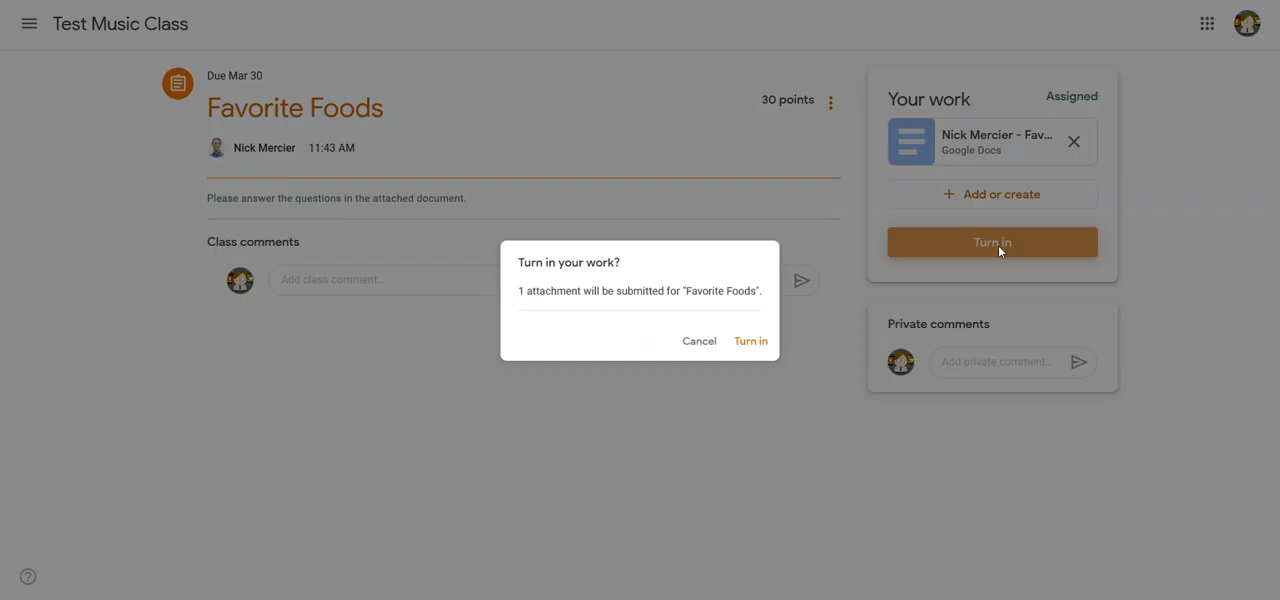 Test Music Class
Due Mar 30
Favorite Foods
30 points
Nick Mercier 11:43 AM
Please answer the questions in the attached document.
Class comments
Add class comment...
Your work
Assigned
Nick Mercier - Fav...
Google Docs
+ Add or create
Turn in
Private comments
Add private comment...
Turn in your work?
1 attachment will be submitted for "Favorite Foods".
Cancel
Turn in